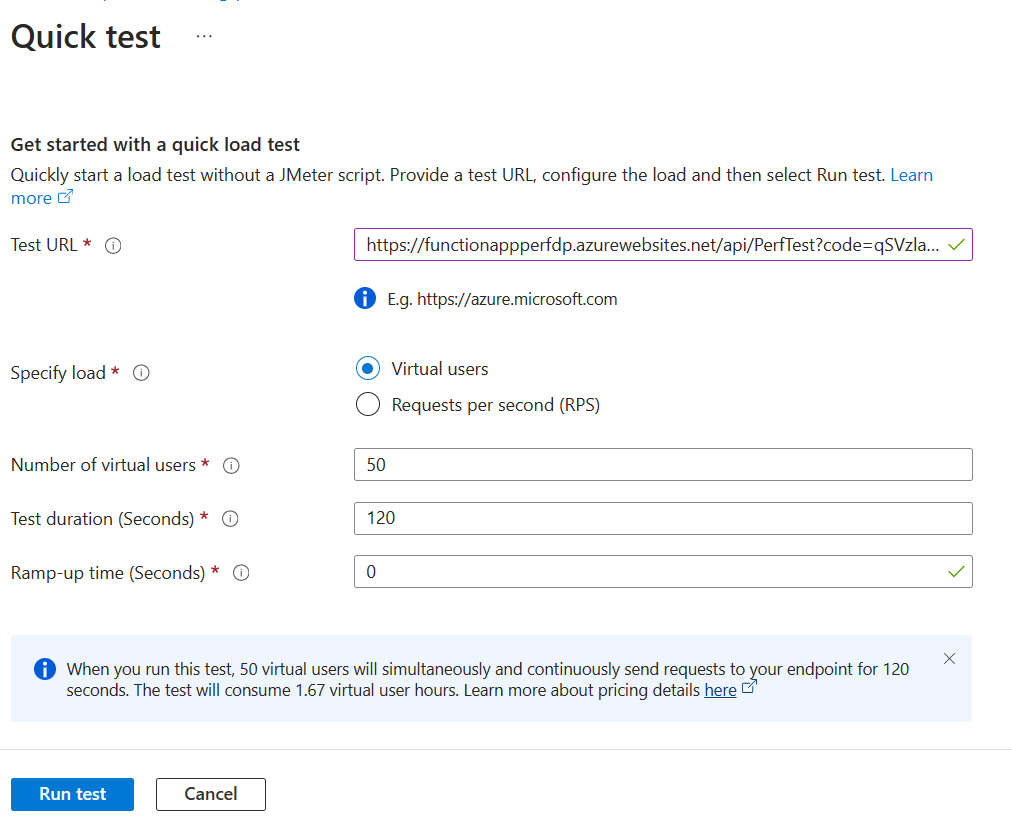 Quick test ...
Get started with a quick load test
Quickly start a load test without a JMeter script. Provide a test URL, configure the load and then select Run test. Learn
more
Test URL *
https://functionappperfdp.azurewebsites.net/api/PerfTest?code=qSVzla...
E.g. https://azure.microsoft.com
Specify load *
Virtual users
Requests per second (RPS)
Number of virtual users *
50
Test duration (Seconds) *
120
Ramp-up time (Seconds) *
0
When you run this test, 50 virtual users will simultaneously and continuously send requests to your endpoint for 120
seconds. The test will consume 1.67 virtual user hours. Learn more about pricing details here
Run test
Cancel